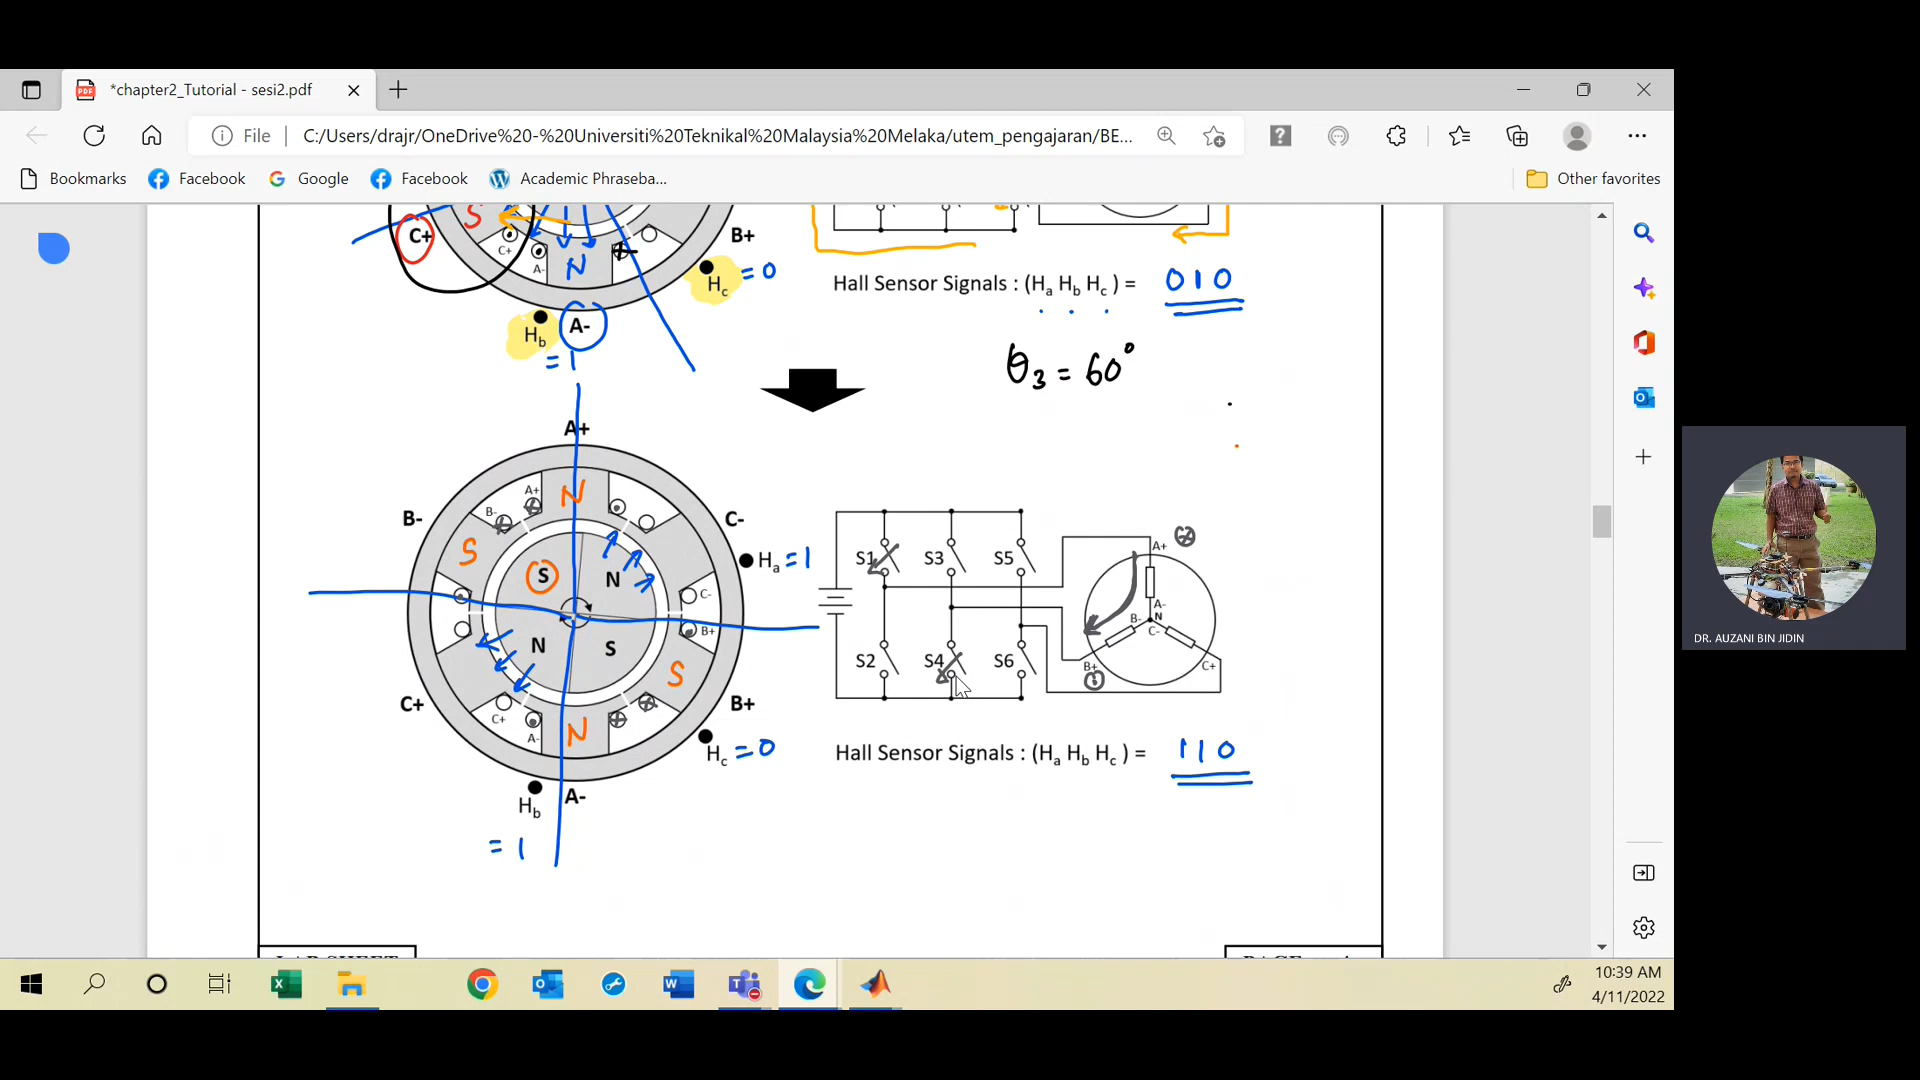 *chapter2_Tutorial - sesi2.pdf
File
C:/Users/drajr/OneDrive%20-%20Universiti%20Teknikal%20Malaysia%20Melaka/utem_pengajaran/BE...
Bookmarks
Facebook
Google
Facebook
Academic Phraseba...
Other favorites
S
C+
C+
A-
N
B+
Hc = 0
Hb
= 1
A-
Hall Sensor Signals : (Ha Hb Hc ) = 010
θ3 = 60°
A+
B-
C-
C+
B+
A-
A+
B-
N
S
S
N
N
S
S
N
C-
B+
C+
A-
Ha = 1
Hc = 0
Hb
= 1
S1
S3
S5
S2
S4
S6
A+
A-
B-
N
C-
B+
C+
Hall Sensor Signals : (Ha Hb Hc ) = 110
LAB SHEET
10:39 AM
4/11/2022
DR. AUZANI BIN JIDIN